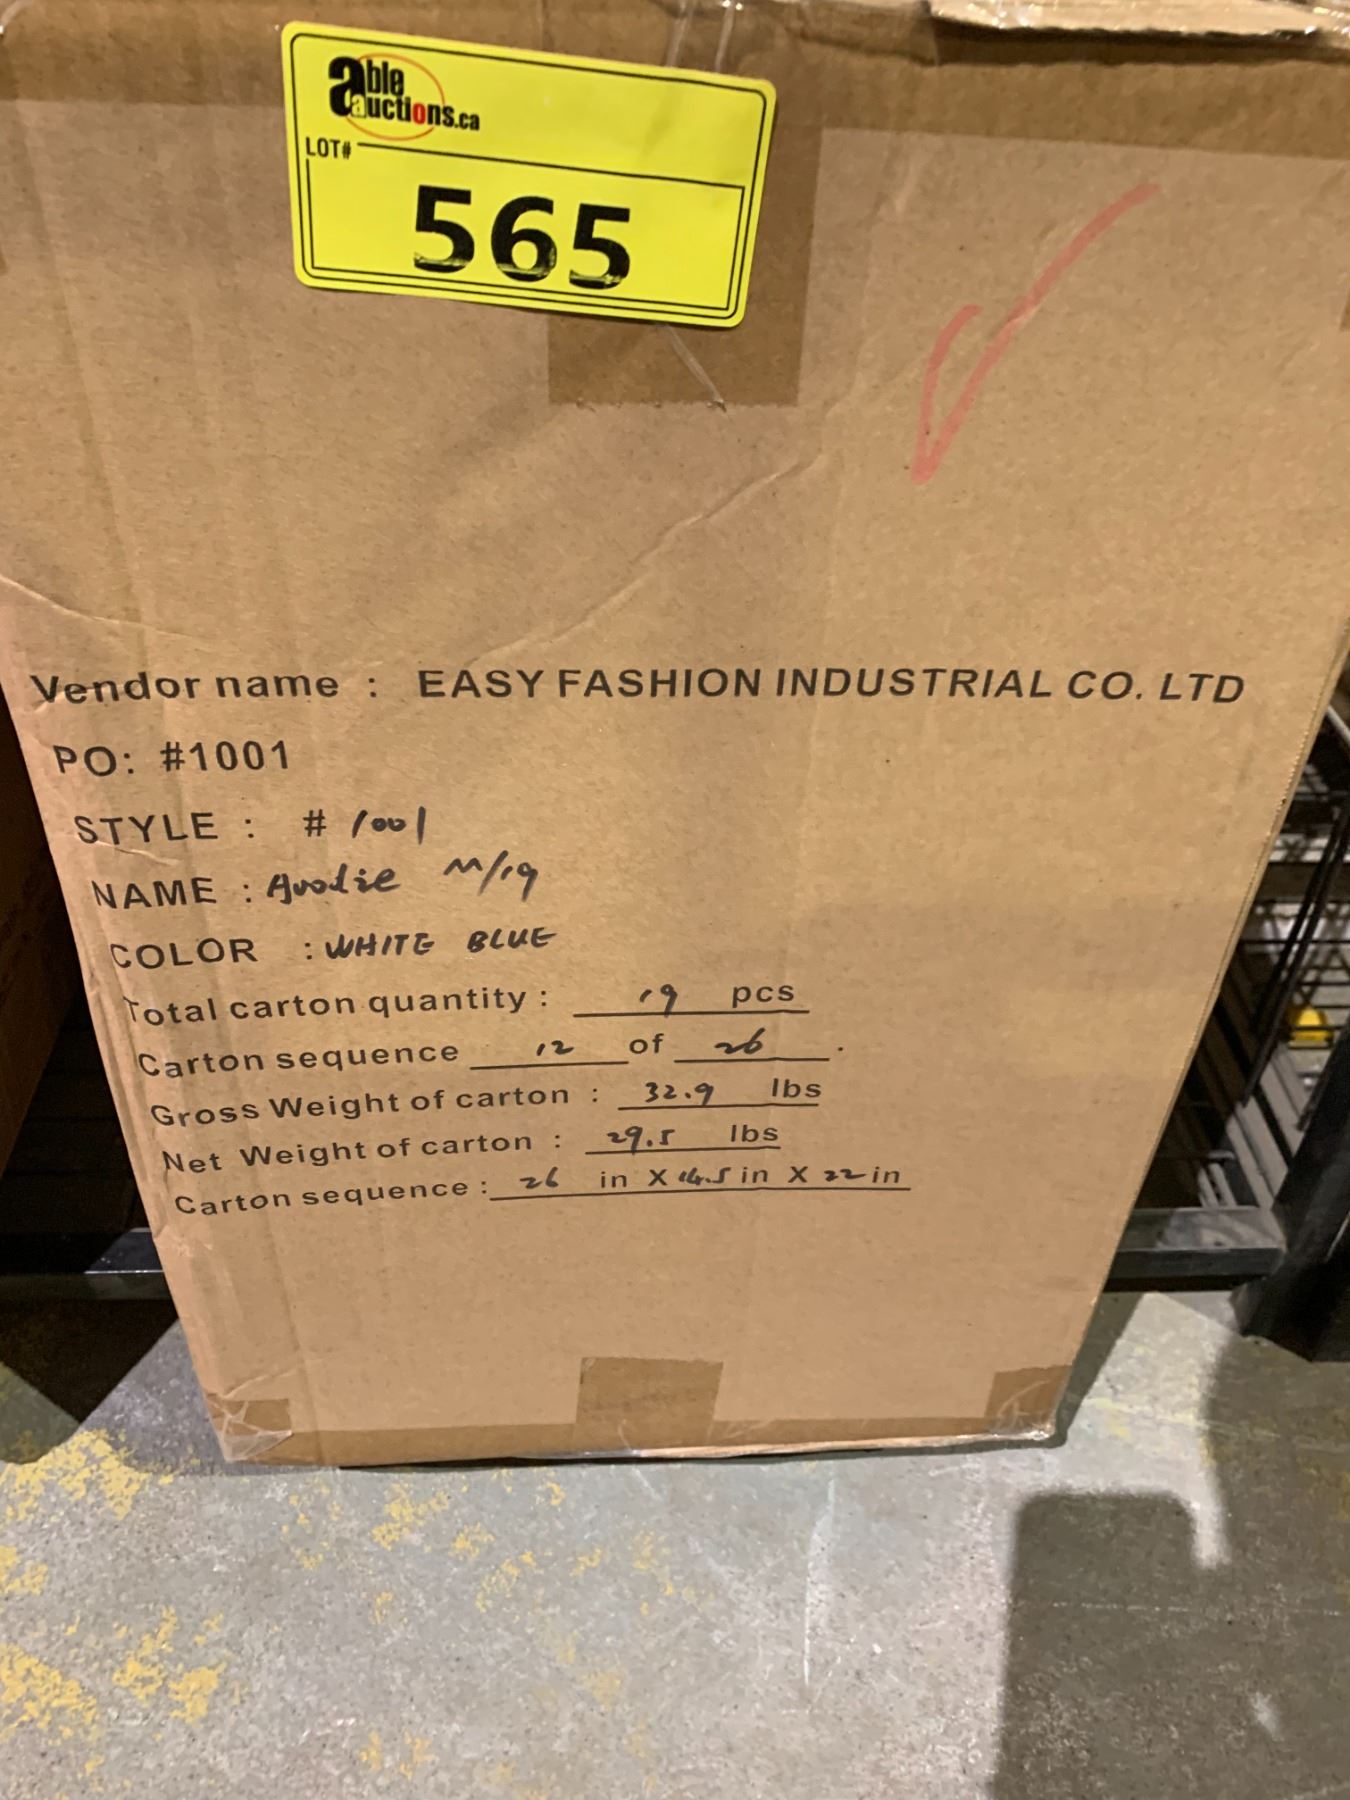 able
auctions.ca
LOT#
565
Vendor name : EASY FASHION INDUSTRIAL CO. LTD
PO: #1001
STYLE : # 1001
NAME : M/19
COLOR : WHITE BLUE
Total carton quantity : 19 pcs
Carton sequence 12 of 26 .
Gross Weight of carton : 32.9 lbs
Net Weight of carton : 29.5 lbs
Carton sequence : 26 in X 14.5 in X 22 in